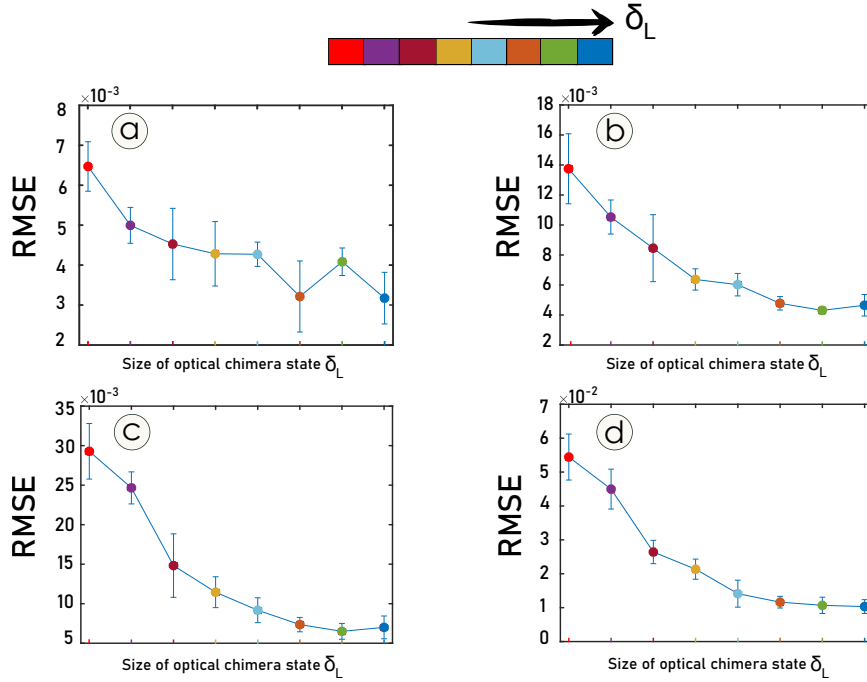 δL
×10-3
8
7
6
5
4
3
2
RMSE
a
Size of optical chimera state δL
×10-3
18
16
14
12
10
8
6
4
2
RMSE
b
Size of optical chimera state δL
×10-3
35
30
25
20
15
10
5
RMSE
c
Size of optical chimera state δL
×10-2
7
6
5
4
3
2
1
0
RMSE
d
Size of optical chimera state δL